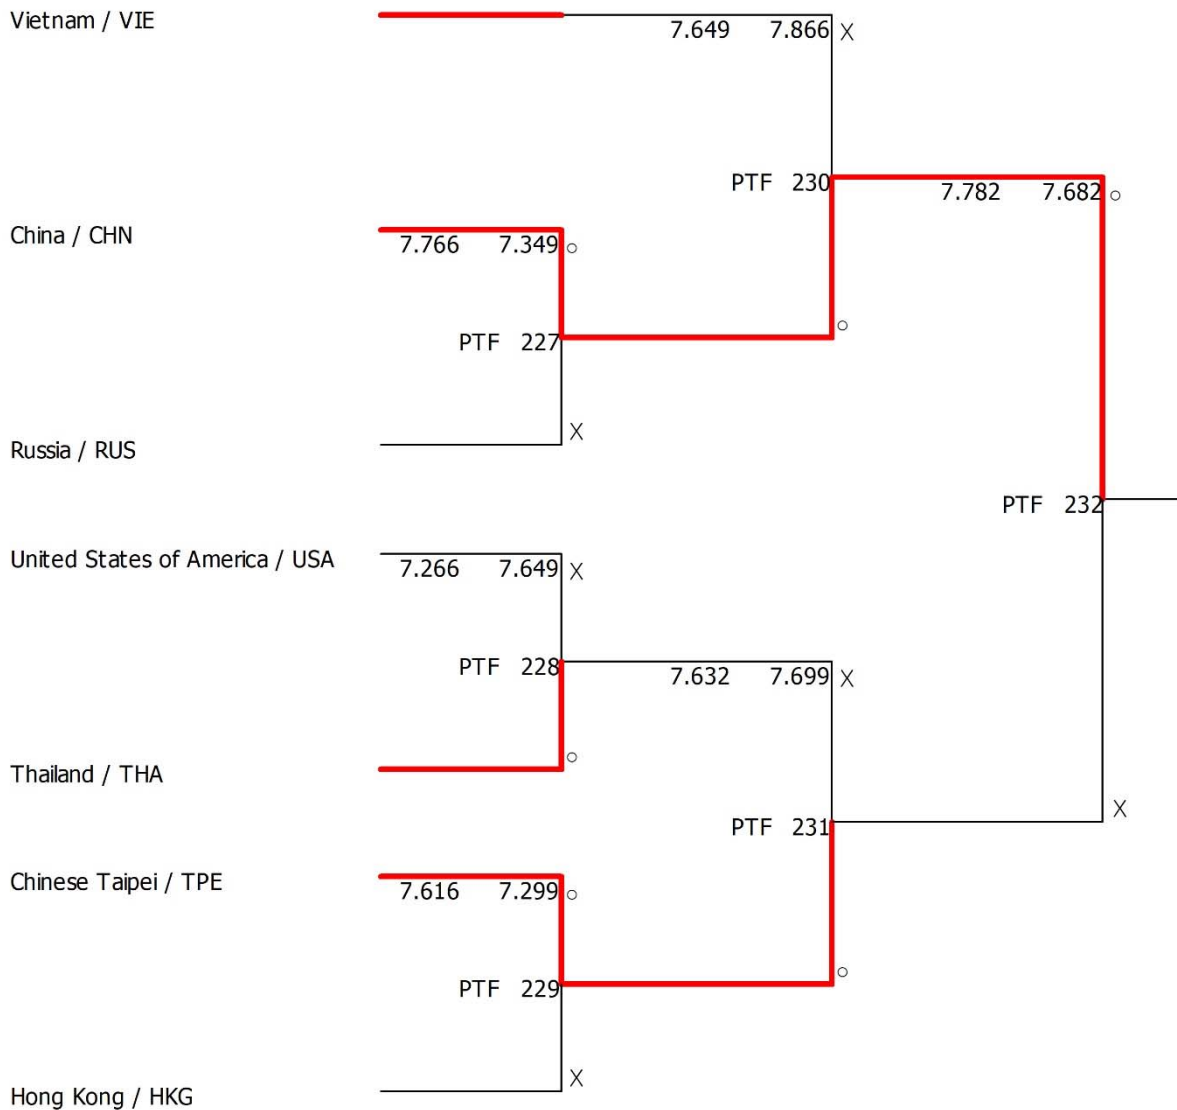 Vietnam / VIE
7.649 7.866 X
PTF 230
7.782 7.682 ○
China / CHN
7.766 7.349 ○
○
PTF 227
X
Russia / RUS
PTF 232
United States of America / USA
7.266 7.649 X
PTF 228
7.632 7.699 X
○
Thailand / THA
X
PTF 231
Chinese Taipei / TPE
7.616 7.299 ○
○
PTF 229
X
Hong Kong / HKG